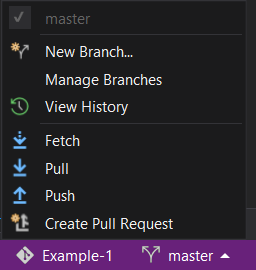 master
New Branch...
Manage Branches
View History
Fetch
Pull
Push
Create Pull Request
Example-1 master